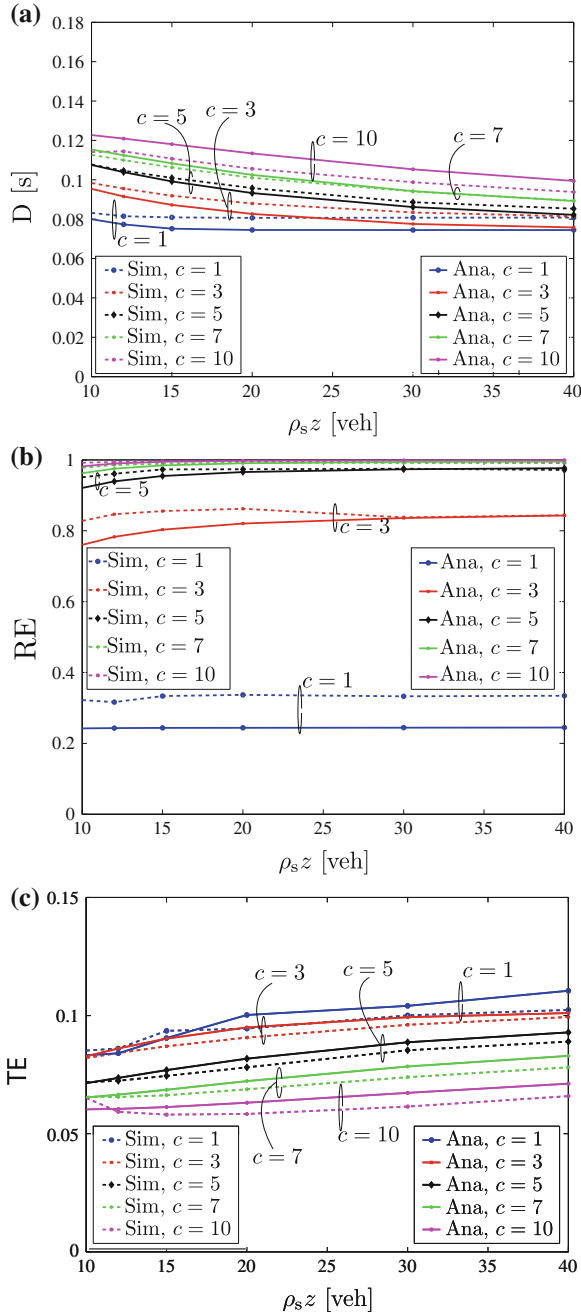 (a)
0.18
0.16
0.14
0.12
0.1
0.08
0.06
0.04
0.02
0
D [s]
c = 5
c = 3
c = 10
c = 7
c = 1
Sim, c = 1
Sim, c = 3
Sim, c = 5
Sim, c = 7
Sim, c = 10
Ana, c = 1
Ana, c = 3
Ana, c = 5
Ana, c = 7
Ana, c = 10
10 15 20 25 30 35 40
ρₛz [veh]
(b)
1
0.8
0.6
0.4
0.2
0
RE
c = 5
c = 3
Sim, c = 1
Sim, c = 3
Sim, c = 5
Sim, c = 7
Sim, c = 10
Ana, c = 1
Ana, c = 3
Ana, c = 5
Ana, c = 7
Ana, c = 10
c = 1
10 15 20 25 30 35 40
ρₛz [veh]
(c)
0.15
0.1
0.05
0
TE
c = 3
c = 5
c = 1
c = 7
c = 10
Sim, c = 1
Sim, c = 3
Sim, c = 5
Sim, c = 7
Sim, c = 10
Ana, c = 1
Ana, c = 3
Ana, c = 5
Ana, c = 7
Ana, c = 10
10 15 20 25 30 35 40
ρₛz [veh]